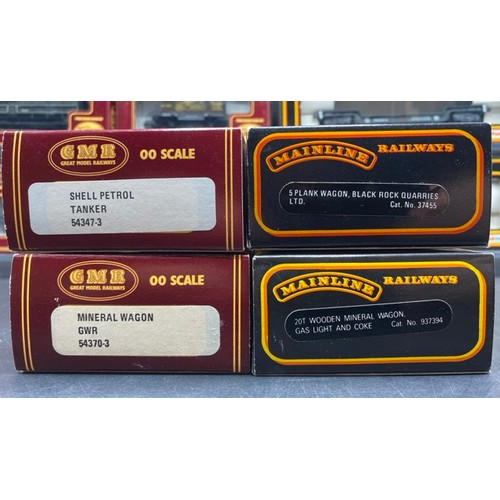 GMR
GREAT MODEL RAILWAYS
OO SCALE
SHELL PETROL
TANKER
54347-3
MAINLINE RAILWAYS
5 PLANK WAGON, BLACK ROCK QUARRIES
LTD. Cat. No. 37455
GMR
GREAT MODEL RAILWAYS
OO SCALE
MINERAL WAGON
GWR
54370-3
MAINLINE RAILWAYS
20T WOODEN MINERAL WAGON.
GAS LIGHT AND COKE Cat. No. 937394